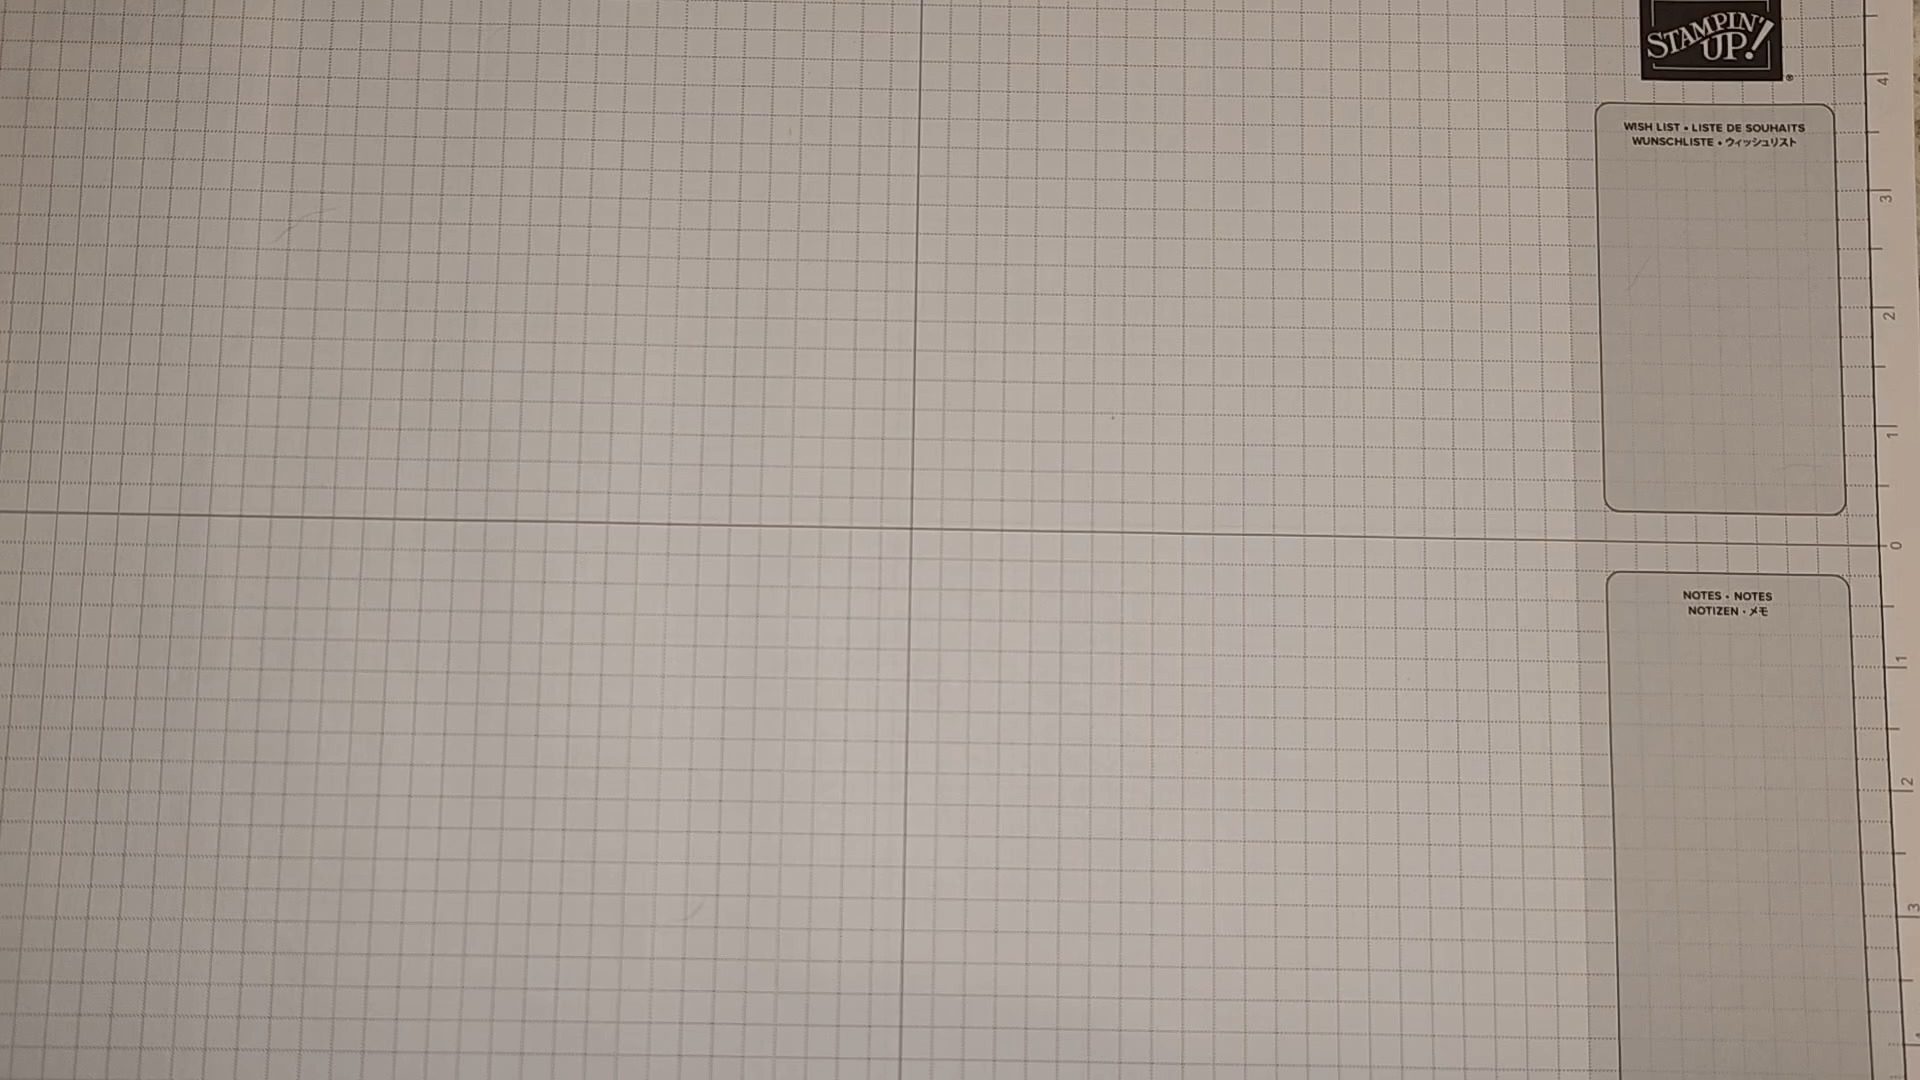 STAMPIN'
UP!®
4
WISH LIST • LISTE DE SOUHAITS
WUNSCHLISTE • ウィッシュリスト
3
2
1
0
NOTES • NOTES
NOTIZEN • メモ
1
2
3